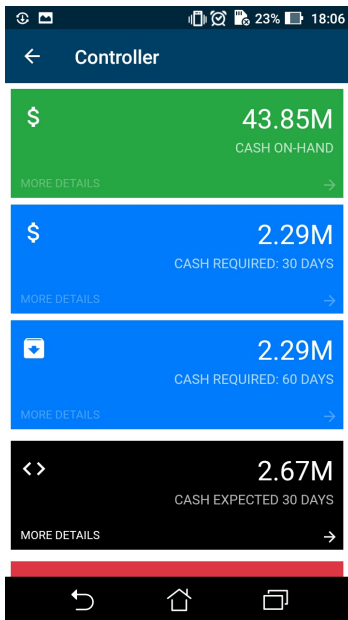 23% 18:06
Controller
$ 43.85M
CASH ON-HAND
MORE DETAILS
$ 2.29M
CASH REQUIRED: 30 DAYS
MORE DETAILS
2.29M
CASH REQUIRED: 60 DAYS
MORE DETAILS
2.67M
CASH EXPECTED 30 DAYS
MORE DETAILS